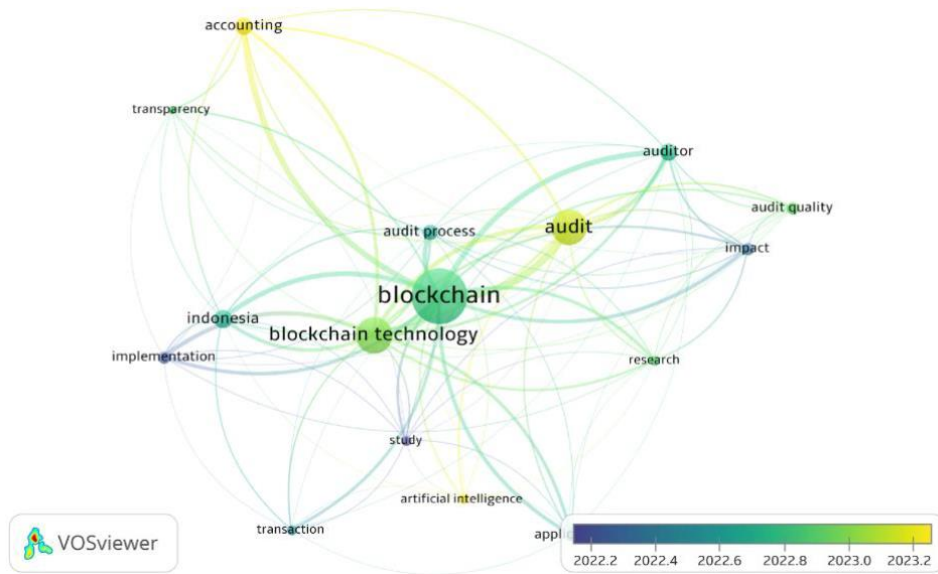 accounting
transparency
auditor
audit quality
audit
audit process
impact
blockchain
indonesia
blockchain technology
implementation
research
study
artificial intelligence
transaction
VOSviewer
2022.2 2022.4 2022.6 2022.8 2023.0 2023.2